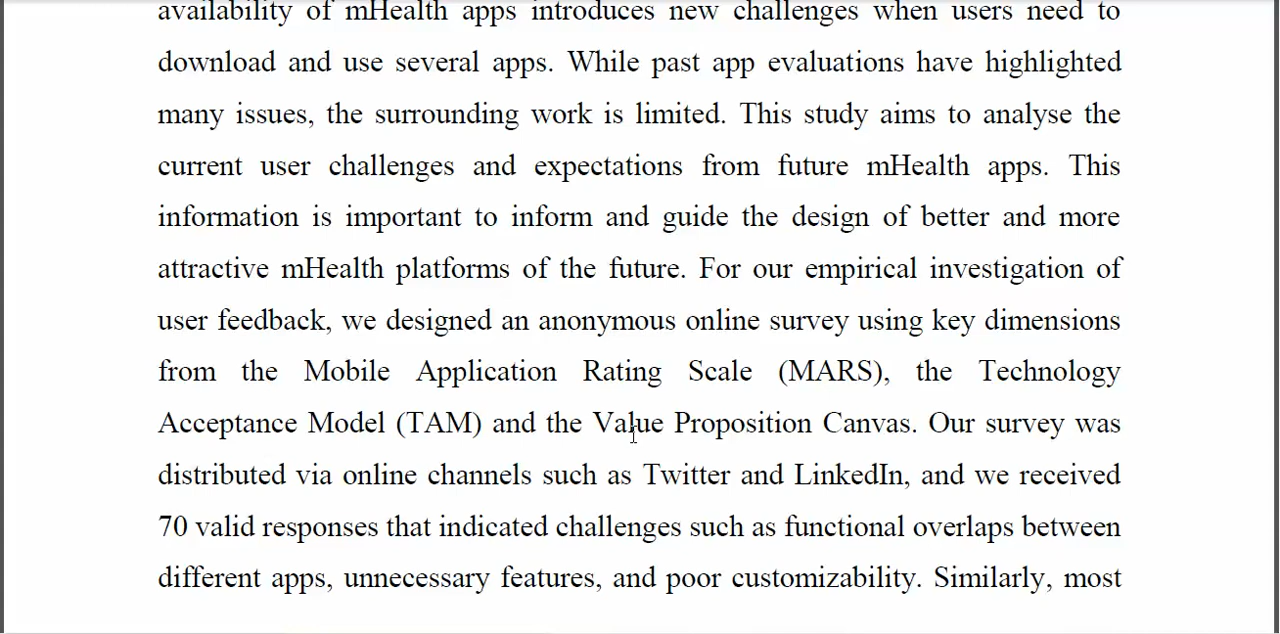 availability of mHealth apps introduces new challenges when users need to
download and use several apps. While past app evaluations have highlighted
many issues, the surrounding work is limited. This study aims to analyse the
current user challenges and expectations from future mHealth apps. This
information is important to inform and guide the design of better and more
attractive mHealth platforms of the future. For our empirical investigation of
user feedback, we designed an anonymous online survey using key dimensions
from the Mobile Application Rating Scale (MARS), the Technology
Acceptance Model (TAM) and the Value Proposition Canvas. Our survey was
distributed via online channels such as Twitter and LinkedIn, and we received
70 valid responses that indicated challenges such as functional overlaps between
different apps, unnecessary features, and poor customizability. Similarly, most